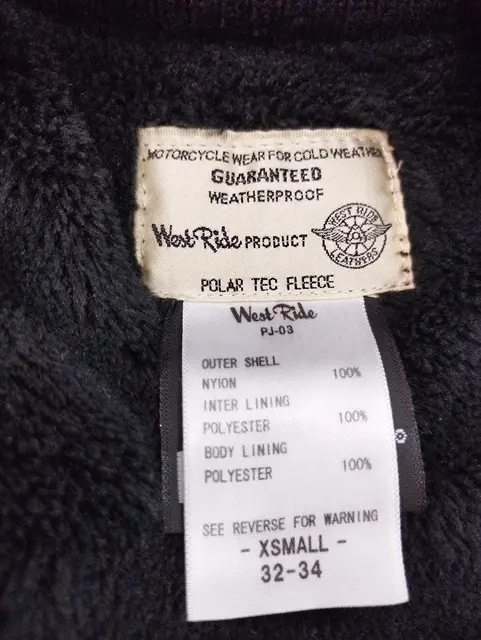 MOTORCYCLE WEAR FOR COLD WEATHER
GUARANTEED
WEATHERPROOF
West Ride PRODUCT
WEST RIDE
LEATHERS
POLAR TEC FLEECE
West Ride
PJ-03
OUTER SHELL
NYlON 100%
INTER LINING
POLYESTER 100%
BODY LINING
POLYESTER 100%
SEE REVERSE FOR WARNING
- XSMALL -
32-34